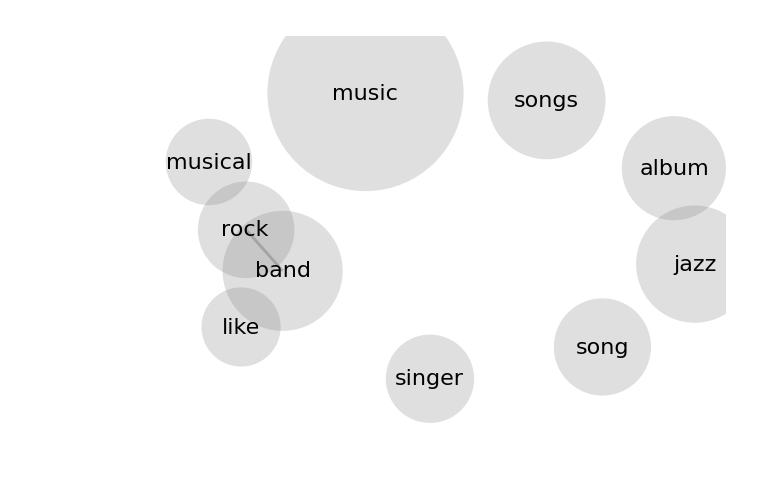 music
songs
musical
album
rock
jazz
band
like
song
singer